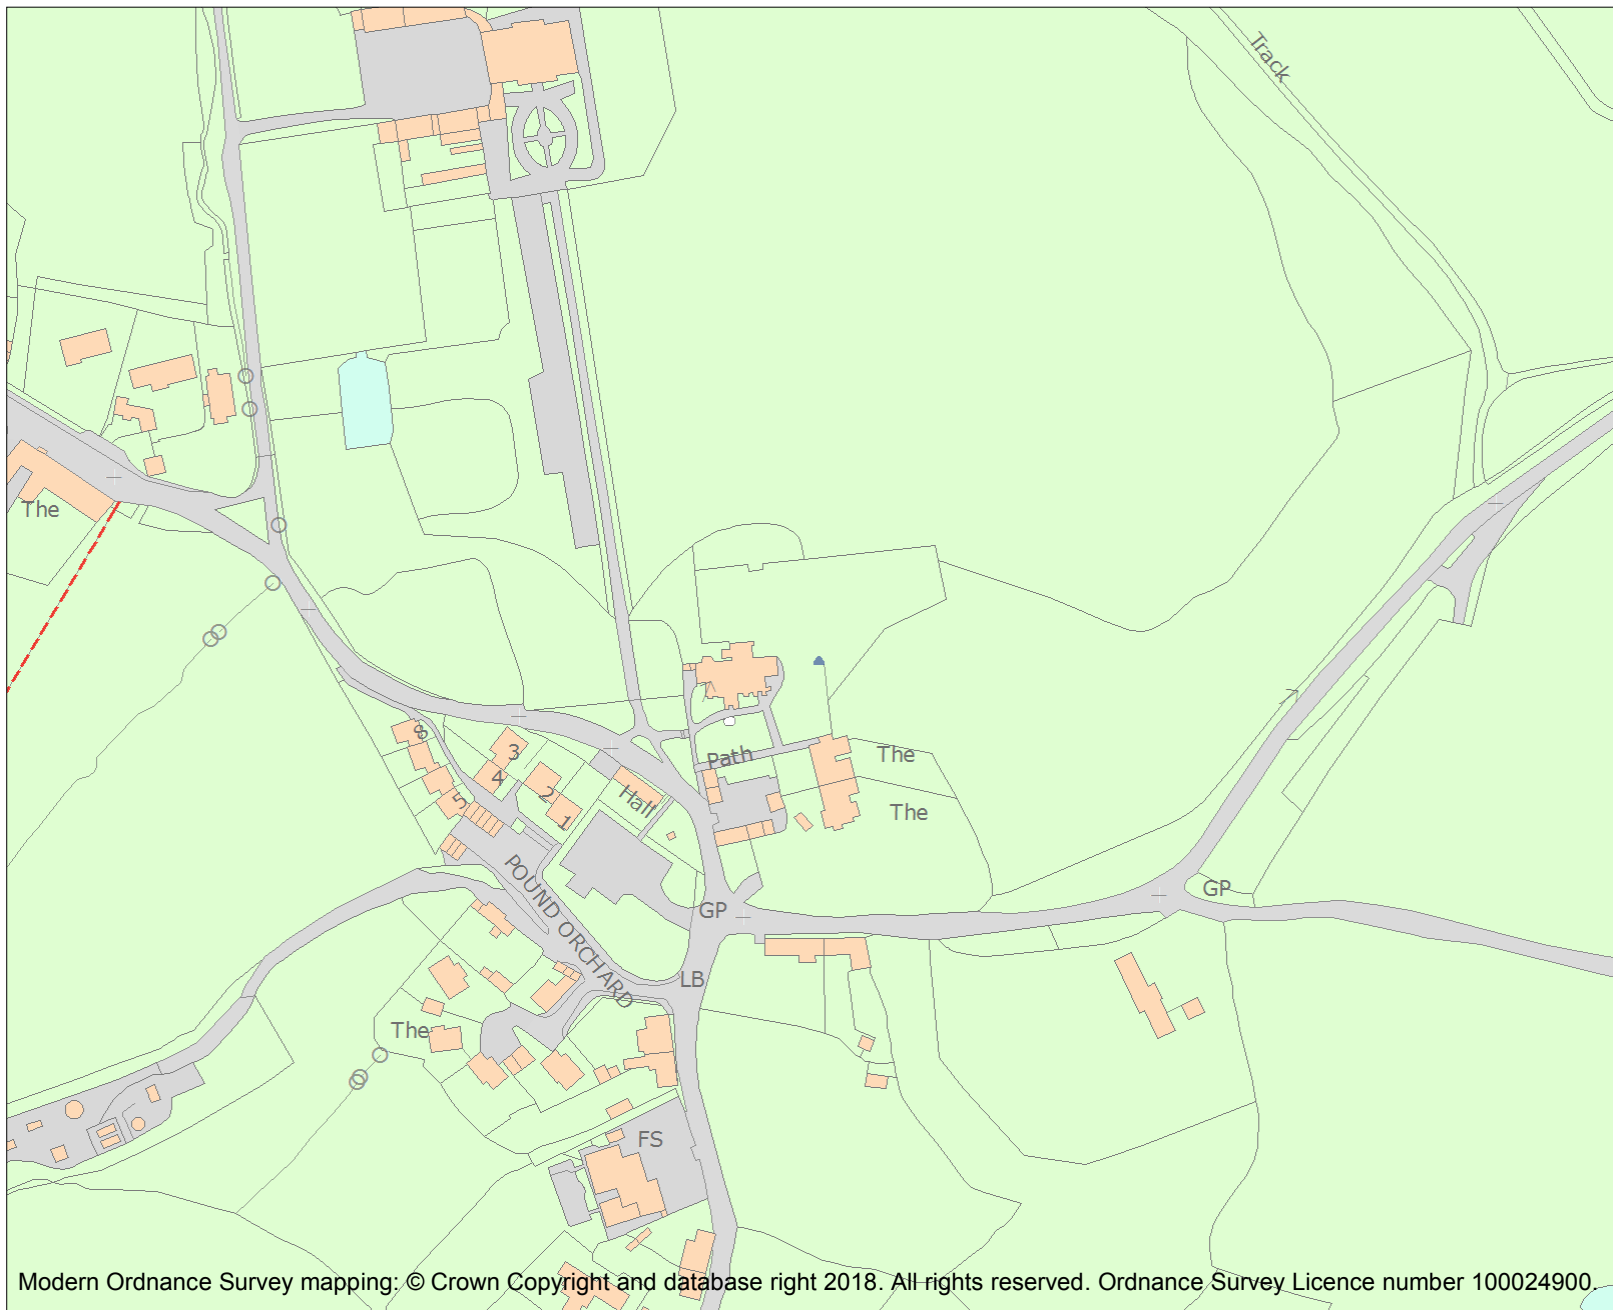 Track
The
8
3
4
2
5
1
Hall
Path
The
The
POUND ORCHARD
GP
GP
LB
The
FS
Modern Ordnance Survey mapping: © Crown Copyright and database right 2018. All rights reserved. Ordnance Survey Licence number 100024900.